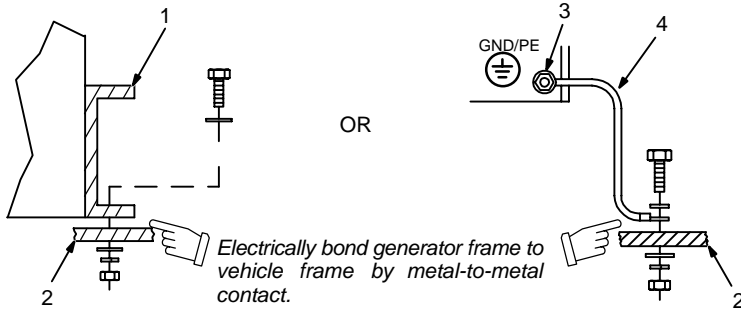 1
3
4
GND/PE
OR
Electrically bond generator frame to
vehicle frame by metal-to-metal
contact.
2
2